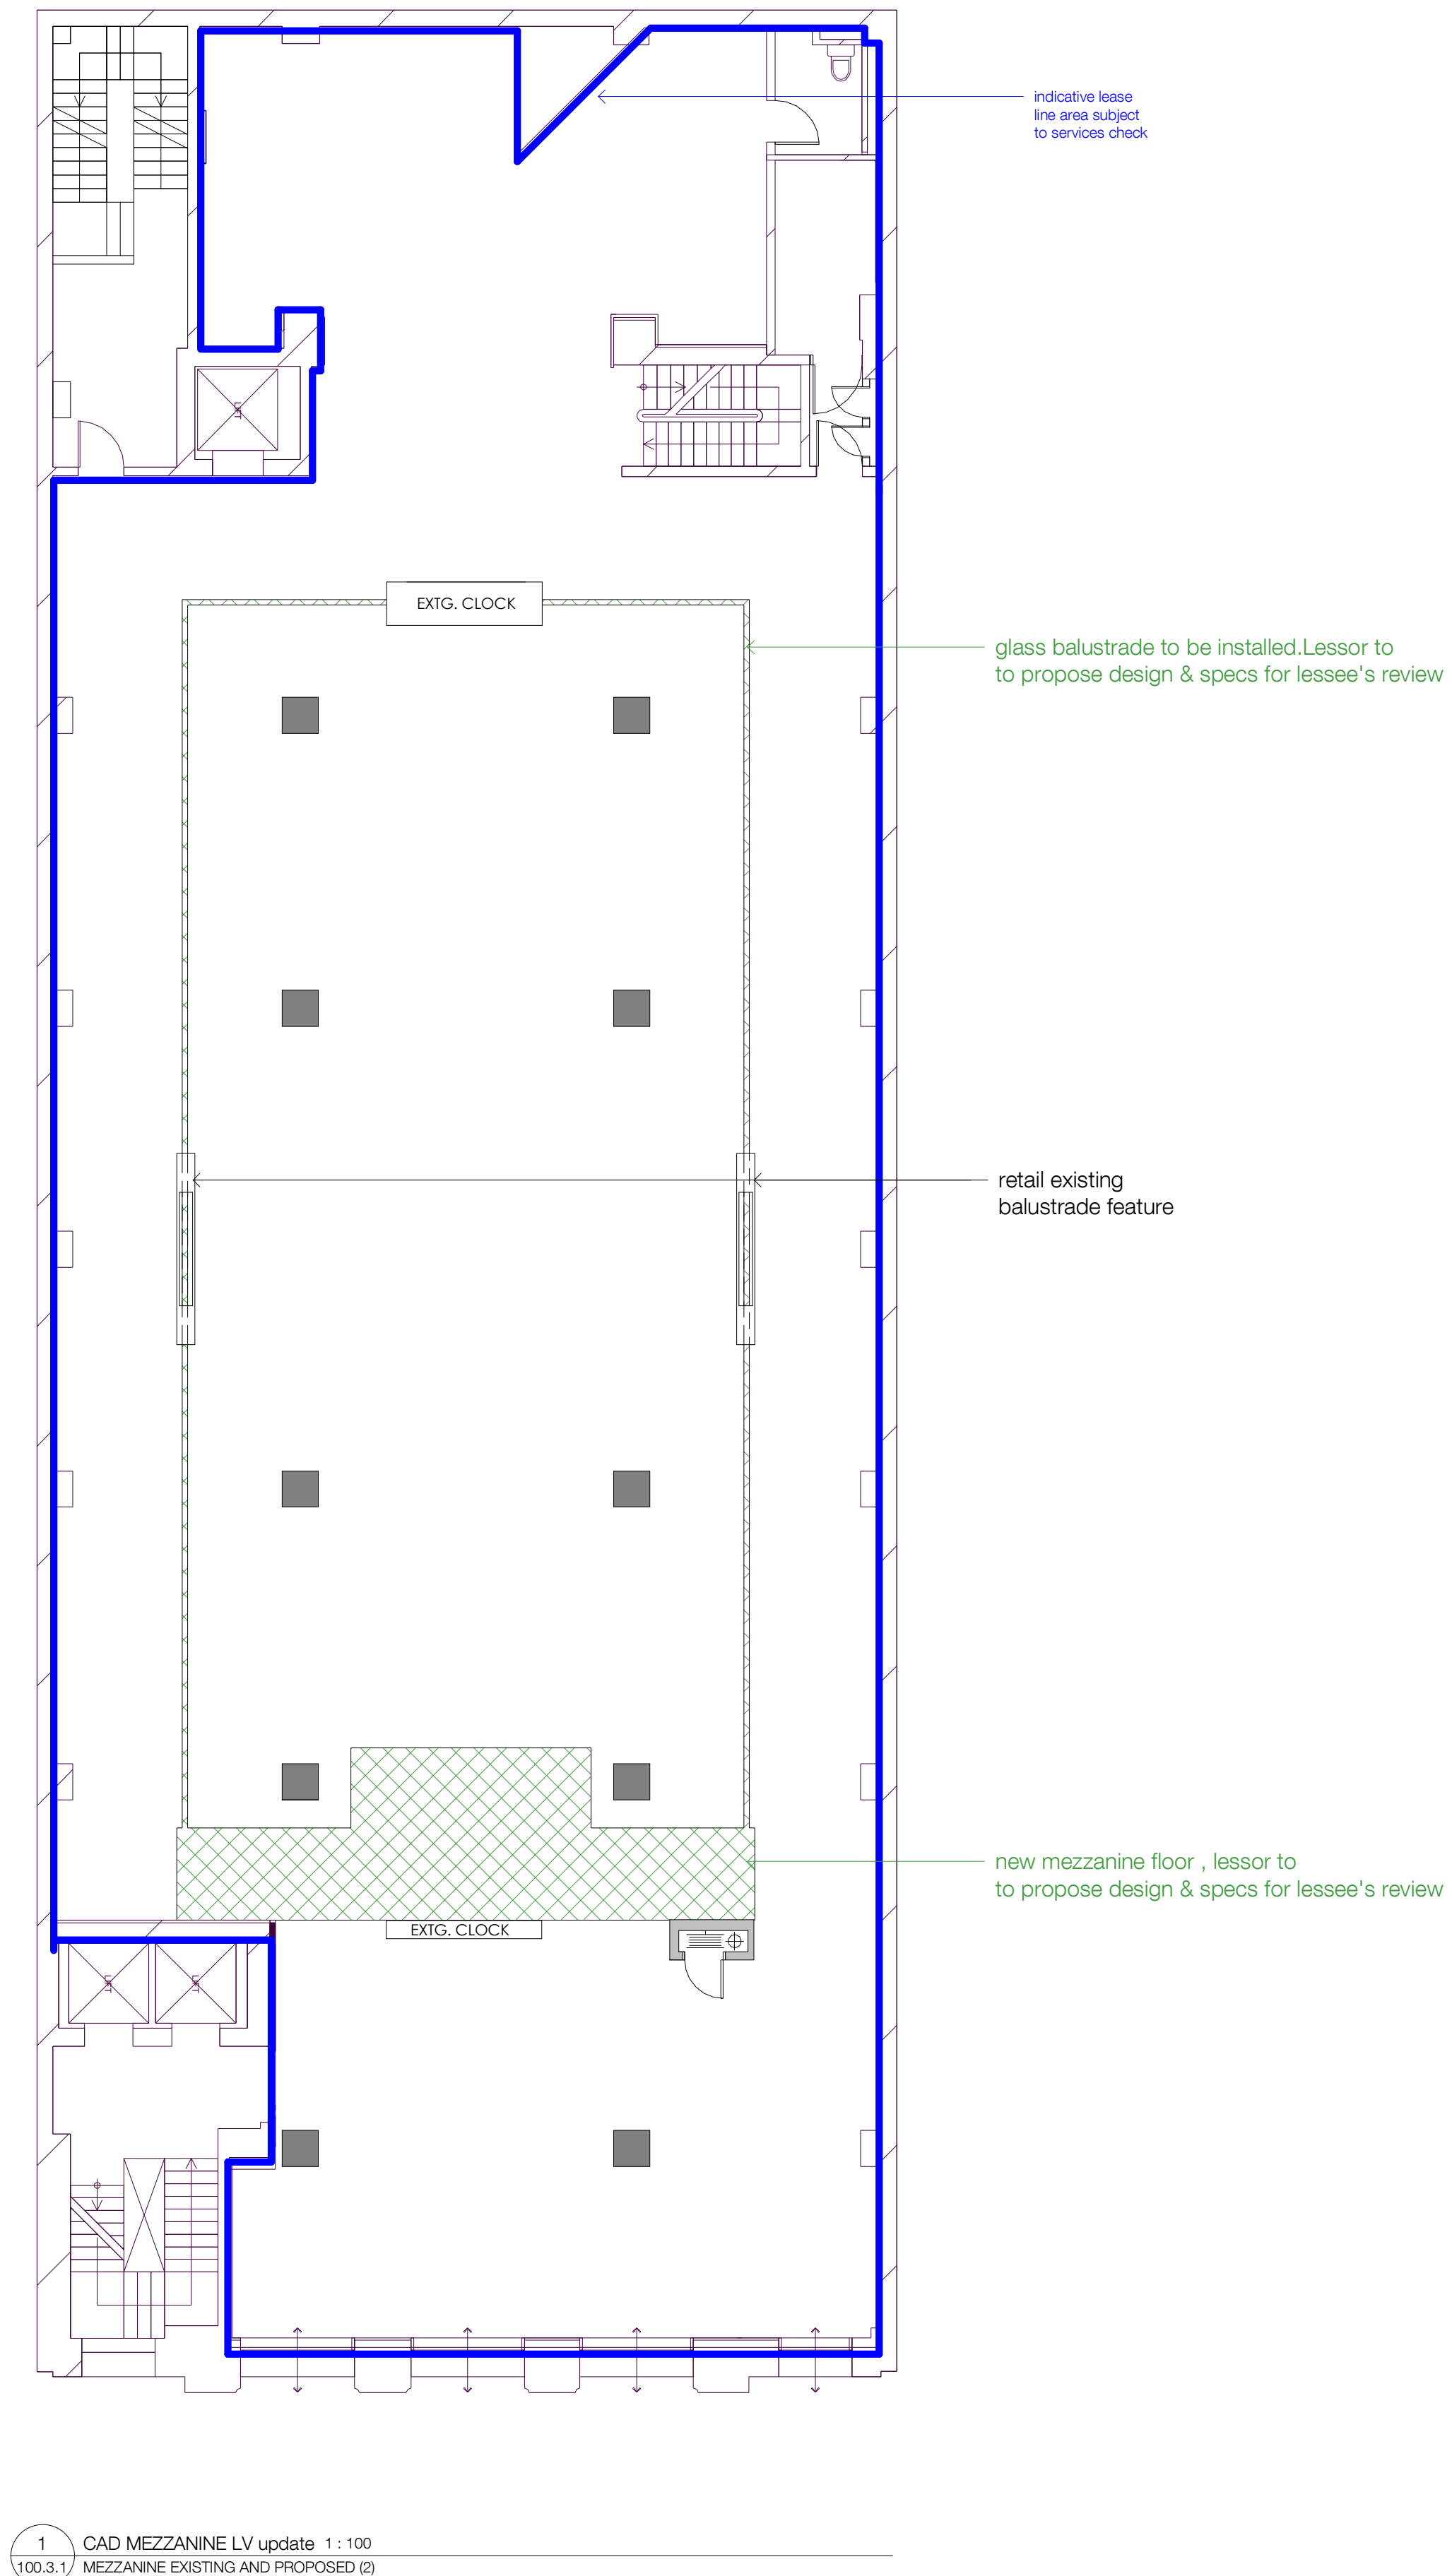 indicative lease
line area subject
to services check
LIFT
EXTG. CLOCK
glass balustrade to be installed.Lessor to
to propose design & specs for lessee's review
retail existing
balustrade feature
new mezzanine floor , lessor to
to propose design & specs for lessee's review
EXTG. CLOCK
LIFT
LIFT
1
CAD MEZZANINE LV update 1 : 100
100.3.1
MEZZANINE EXISTING AND PROPOSED (2)